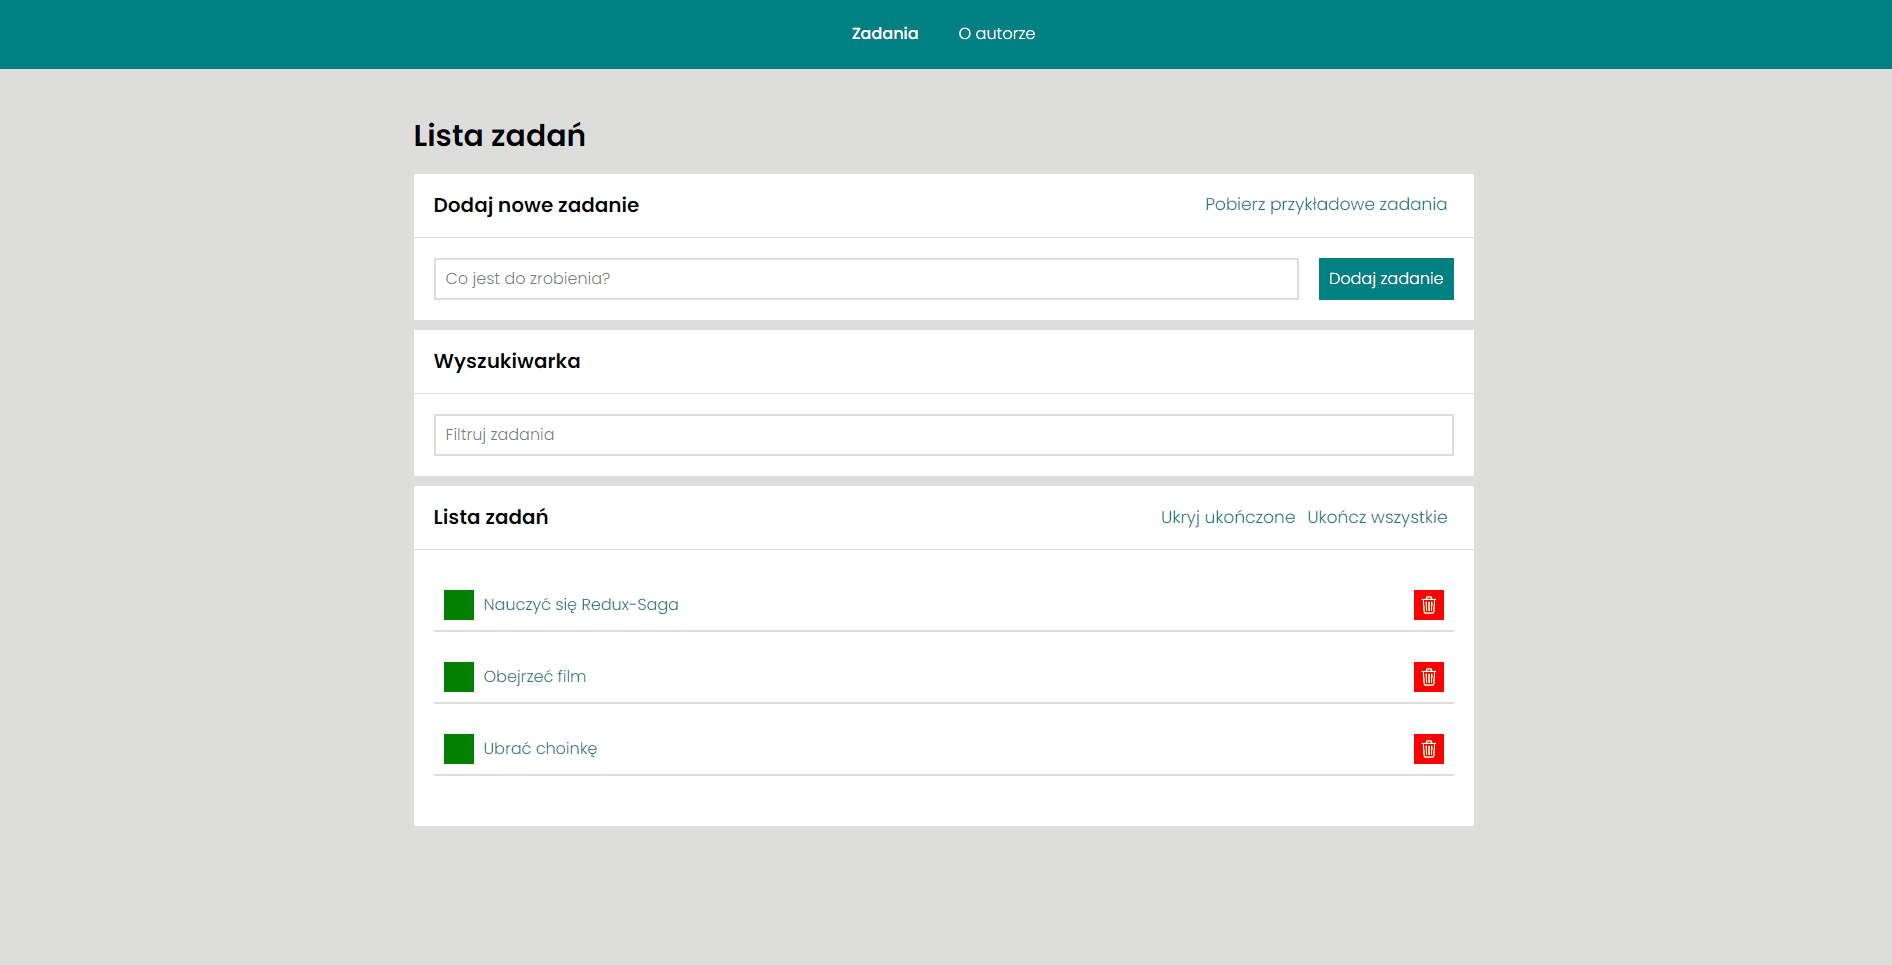 Zadania O autorze
Lista zadań
Dodaj nowe zadanie Pobierz przykładowe zadania
Co jest do zrobienia? Dodaj zadanie
Wyszukiwarka
Filtruj zadania
Lista zadań Ukryj ukończone Ukończ wszystkie
Nauczyć się Redux-Saga
Obejrzeć film
Ubrać choinkę